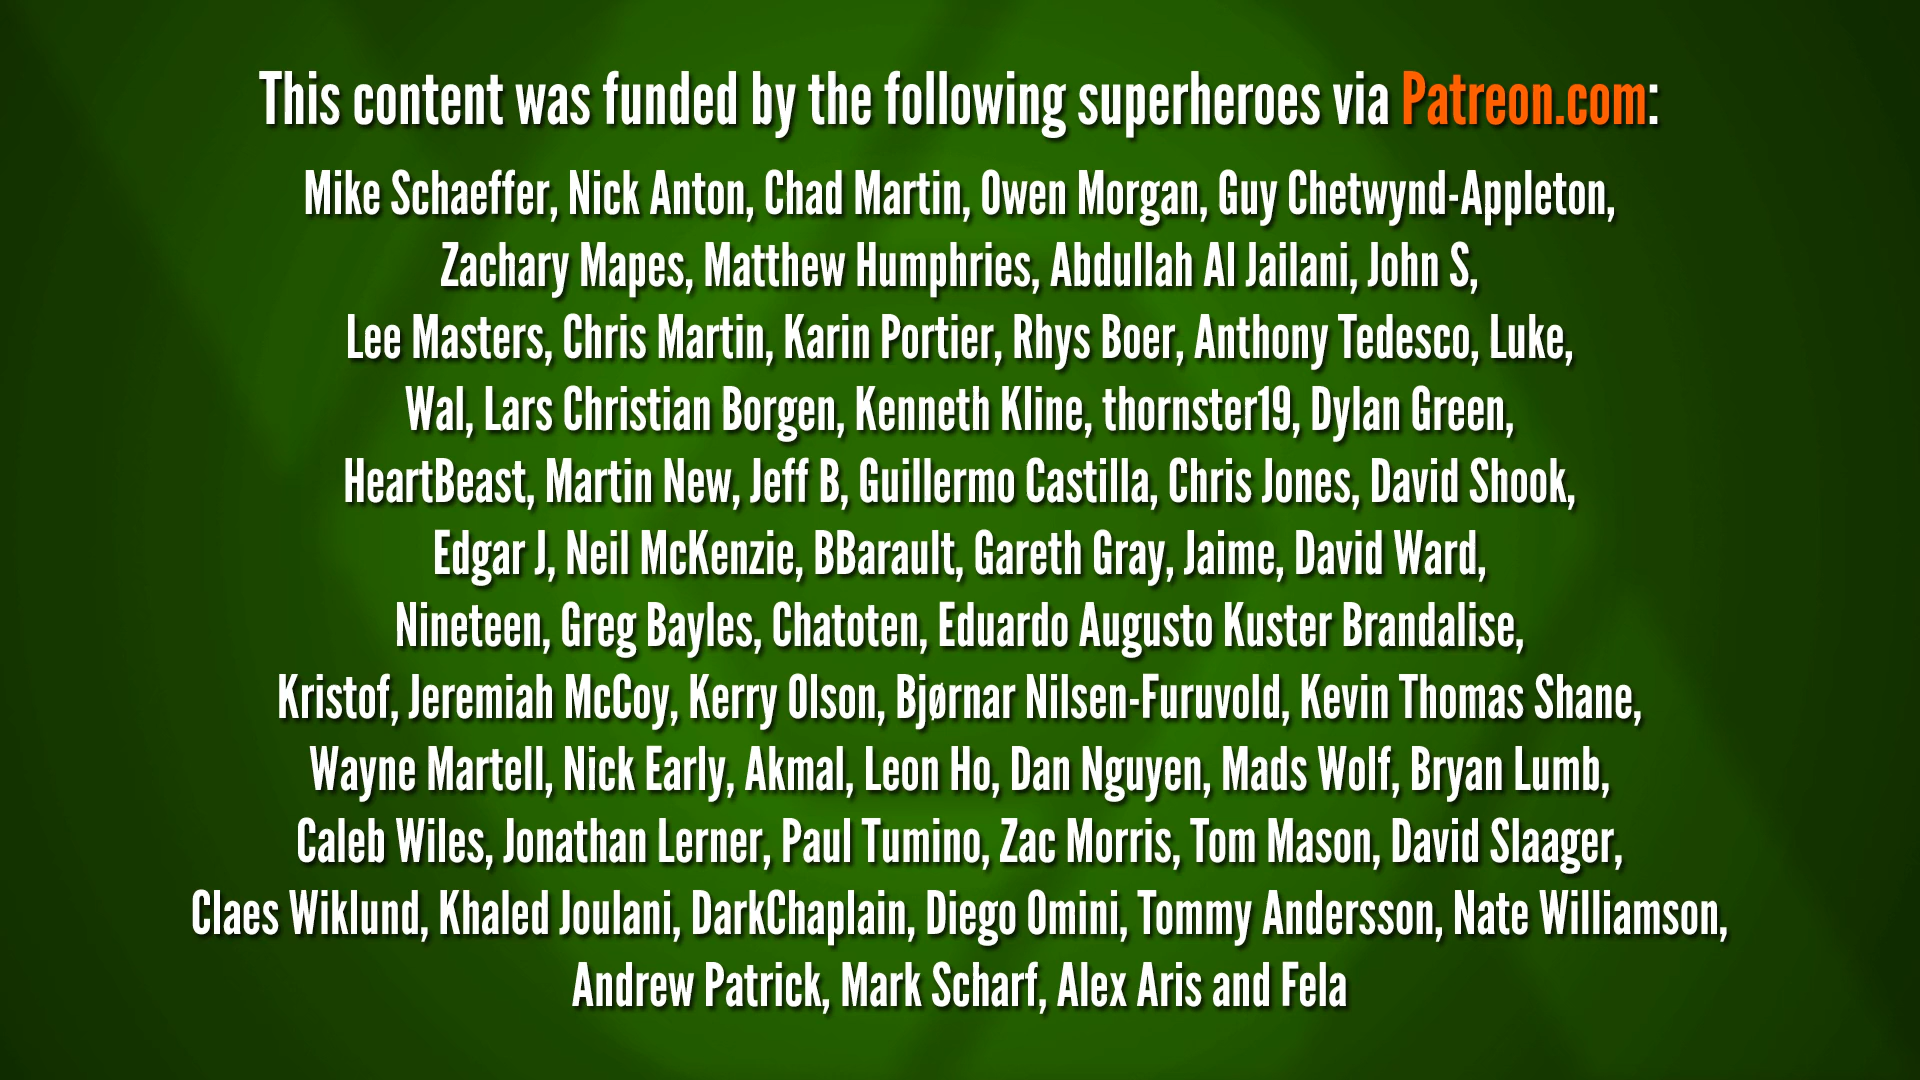 This content was funded by the following superheroes via Patreon.com:
Mike Schaeffer, Nick Anton, Chad Martin, Owen Morgan, Guy Chetwynd-Appleton,
Zachary Mapes, Matthew Humphries, Abdullah Al Jailani, John S,
Lee Masters, Chris Martin, Karin Portier, Rhys Boer, Anthony Tedesco, Luke,
Wal, Lars Christian Borgen, Kenneth Kline, thornster19, Dylan Green,
HeartBeast, Martin New, Jeff B, Guillermo Castilla, Chris Jones, David Shook,
Edgar J, Neil McKenzie, BBarault, Gareth Gray, Jaime, David Ward,
Nineteen, Greg Bayles, Chatoten, Eduardo Augusto Kuster Brandalise,
Kristof, Jeremiah McCoy, Kerry Olson, Bjørnar Nilsen-Furuvold, Kevin Thomas Shane,
Wayne Martell, Nick Early, Akmal, Leon Ho, Dan Nguyen, Mads Wolf, Bryan Lumb,
Caleb Wiles, Jonathan Lerner, Paul Tumino, Zac Morris, Tom Mason, David Slaager,
Claes Wiklund, Khaled Joulani, DarkChaplain, Diego Omini, Tommy Andersson, Nate Williamson,
Andrew Patrick, Mark Scharf, Alex Aris and Fela